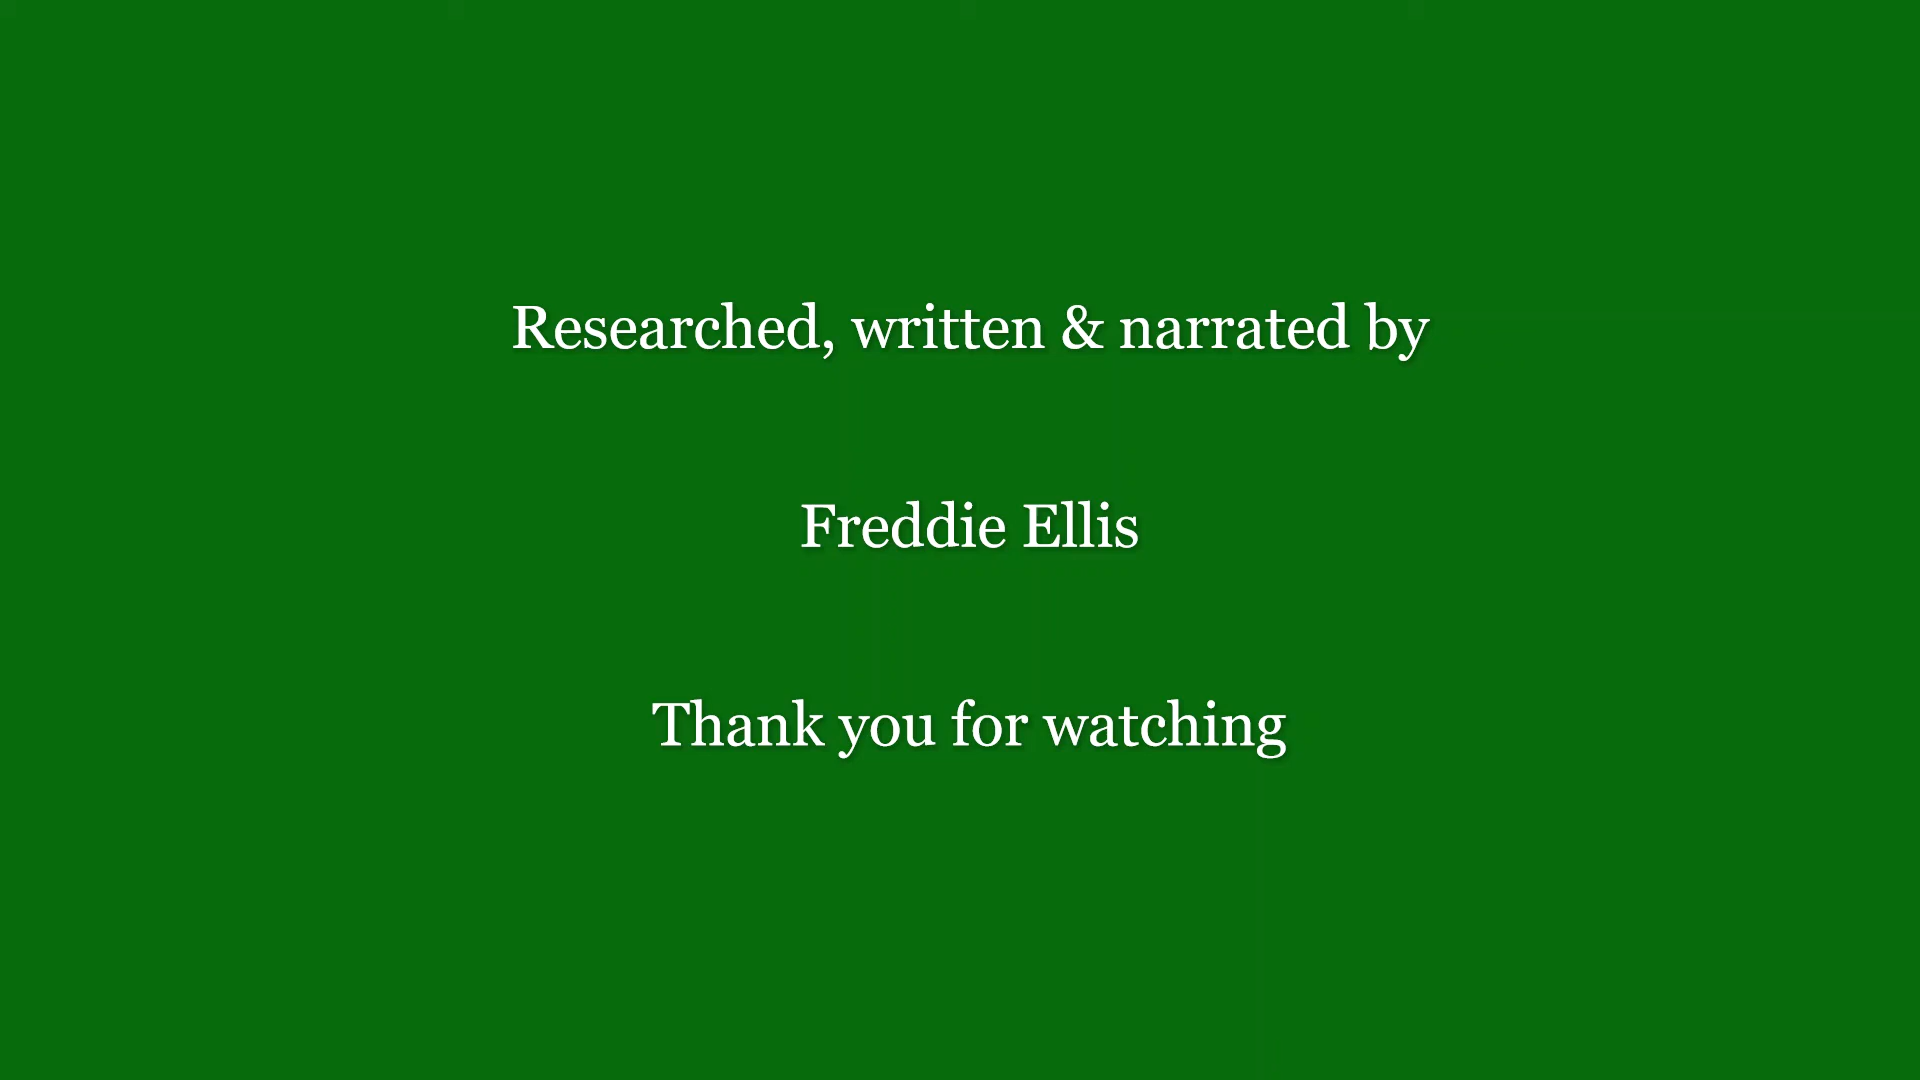 Researched, written & narrated by
Freddie Ellis
Thank you for watching